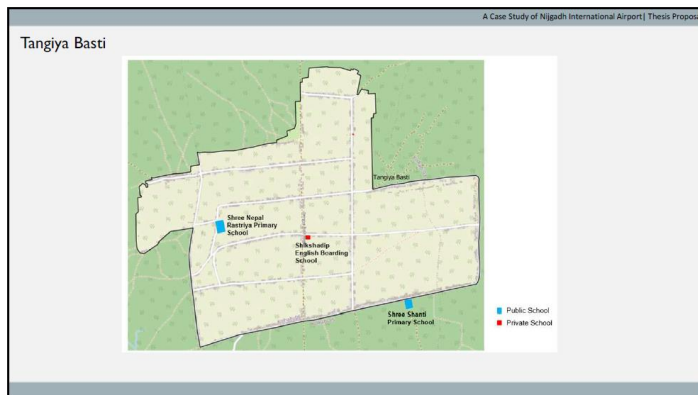 A Case Study of Nijgadh International Airport| Thesis Proposa
Tangiya Basti
Tangiya Basti
Shree Nepal
Rastriya Primary
School
Shikshadip
English Boarding
School
Shree Shanti
Primary School
Public School
Private School